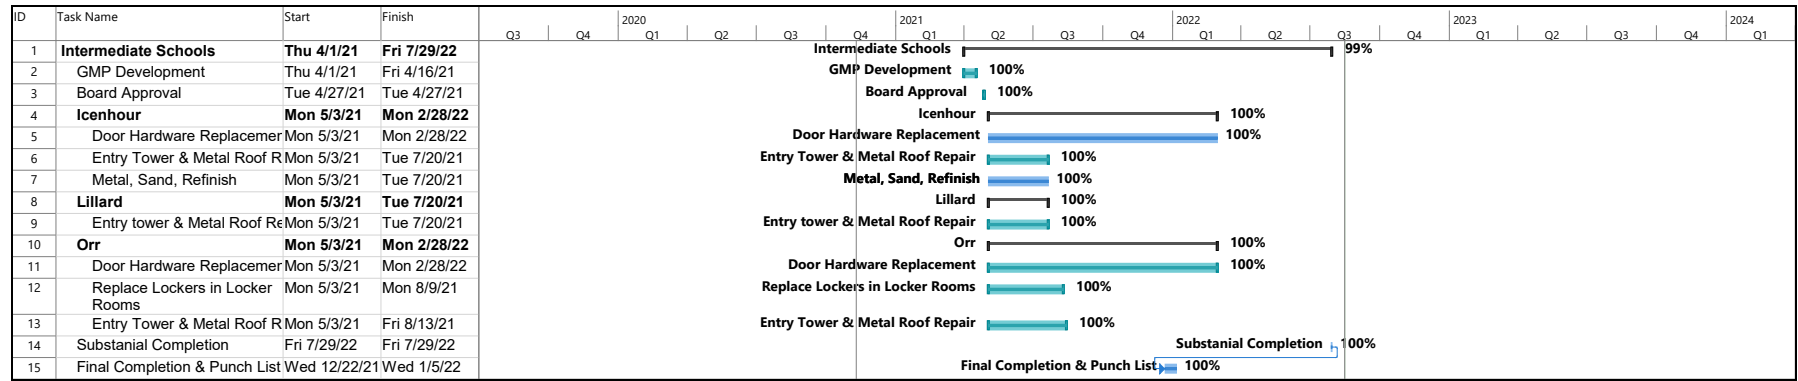 ID Task Name Start Finish 2020 2021 2022 2023 2024
Q3 Q4 Q1 Q2 Q3 Q4 Q1 Q2 Q3 Q4 Q1 Q2 Q3 Q4 Q1 Q2 Q3 Q4 Q1
1 Intermediate Schools Thu 4/1/21 Fri 7/29/22 Intermediate Schools 99%
2 GMP Development Thu 4/1/21 Fri 4/16/21 GMP Development 100%
3 Board Approval Tue 4/27/21 Tue 4/27/21 Board Approval 100%
4 Icenhour Mon 5/3/21 Mon 2/28/22 Icenhour 100%
5 Door Hardware Replacemer Mon 5/3/21 Mon 2/28/22 Door Hardware Replacement 100%
6 Entry Tower & Metal Roof R Mon 5/3/21 Tue 7/20/21 Entry Tower & Metal Roof Repair 100%
7 Metal, Sand, Refinish Mon 5/3/21 Tue 7/20/21 Metal, Sand, Refinish 100%
8 Lillard Mon 5/3/21 Tue 7/20/21 Lillard 100%
9 Entry tower & Metal Roof Re Mon 5/3/21 Tue 7/20/21 Entry tower & Metal Roof Repair 100%
10 Orr Mon 5/3/21 Mon 2/28/22 Orr 100%
11 Door Hardware Replacemer Mon 5/3/21 Mon 2/28/22 Door Hardware Replacement 100%
12 Replace Lockers in Locker Mon 5/3/21 Mon 8/9/21 Replace Lockers in Locker Rooms 100%
Rooms
13 Entry Tower & Metal Roof R Mon 5/3/21 Fri 8/13/21 Entry Tower & Metal Roof Repair 100%
14 Substanial Completion Fri 7/29/22 Fri 7/29/22 Substanial Completion 100%
15 Final Completion & Punch List Wed 12/22/21 Wed 1/5/22 Final Completion & Punch List 100%